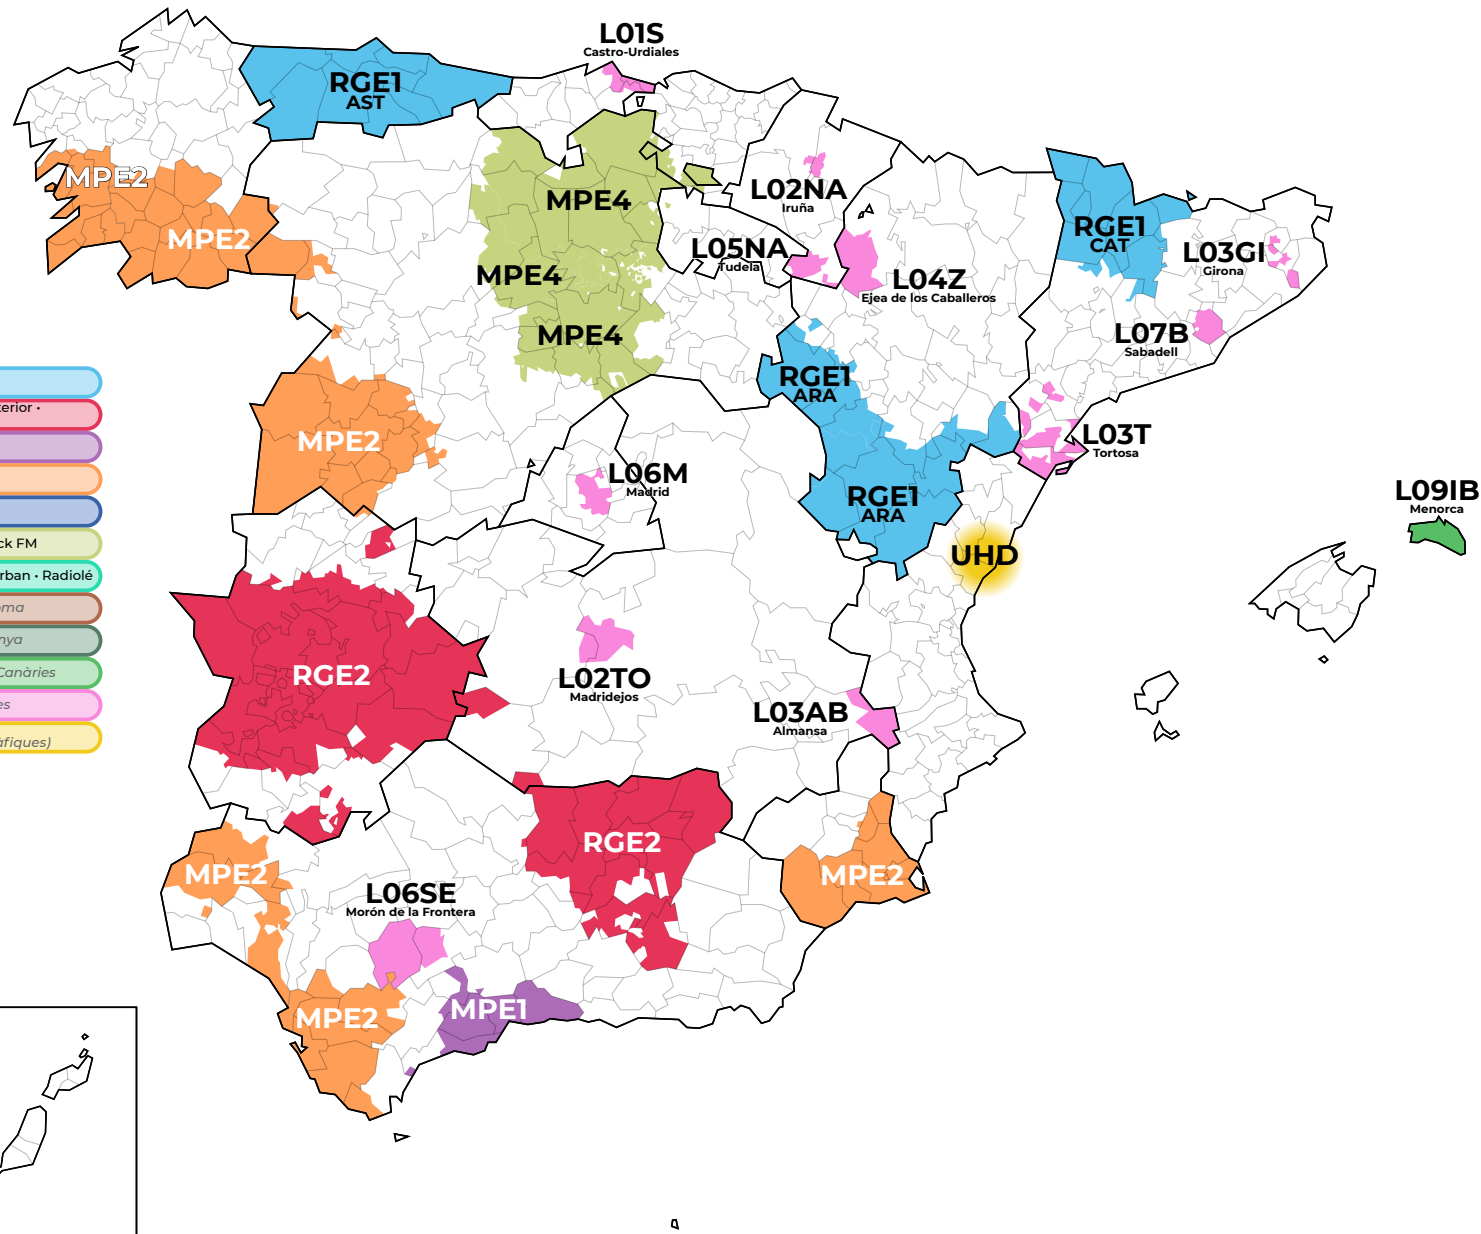 L01S
Castro-Urdiales
RGE1
AST
MPE2
MPE2
MPE4
MPE4
MPE4
L02NA
Iruña
L05NA
Tudela
L04Z
Ejea de los Caballeros
RGE1
CAT
L03GI
Girona
L07B
Sabadell
RGE1
ARA
MPE2
L03T
Tortosa
L06M
Madrid
RGE1
ARA
L09IB
Menorca
UHD
RGE2
L02TO
Madridejos
L03AB
Almansa
RGE2
MPE2
MPE2
L06SE
Morón de la Frontera
MPE2
MPE1
terior •
ck FM
rban • Radiolé
oma
nya
Canàries
es
àfiques)